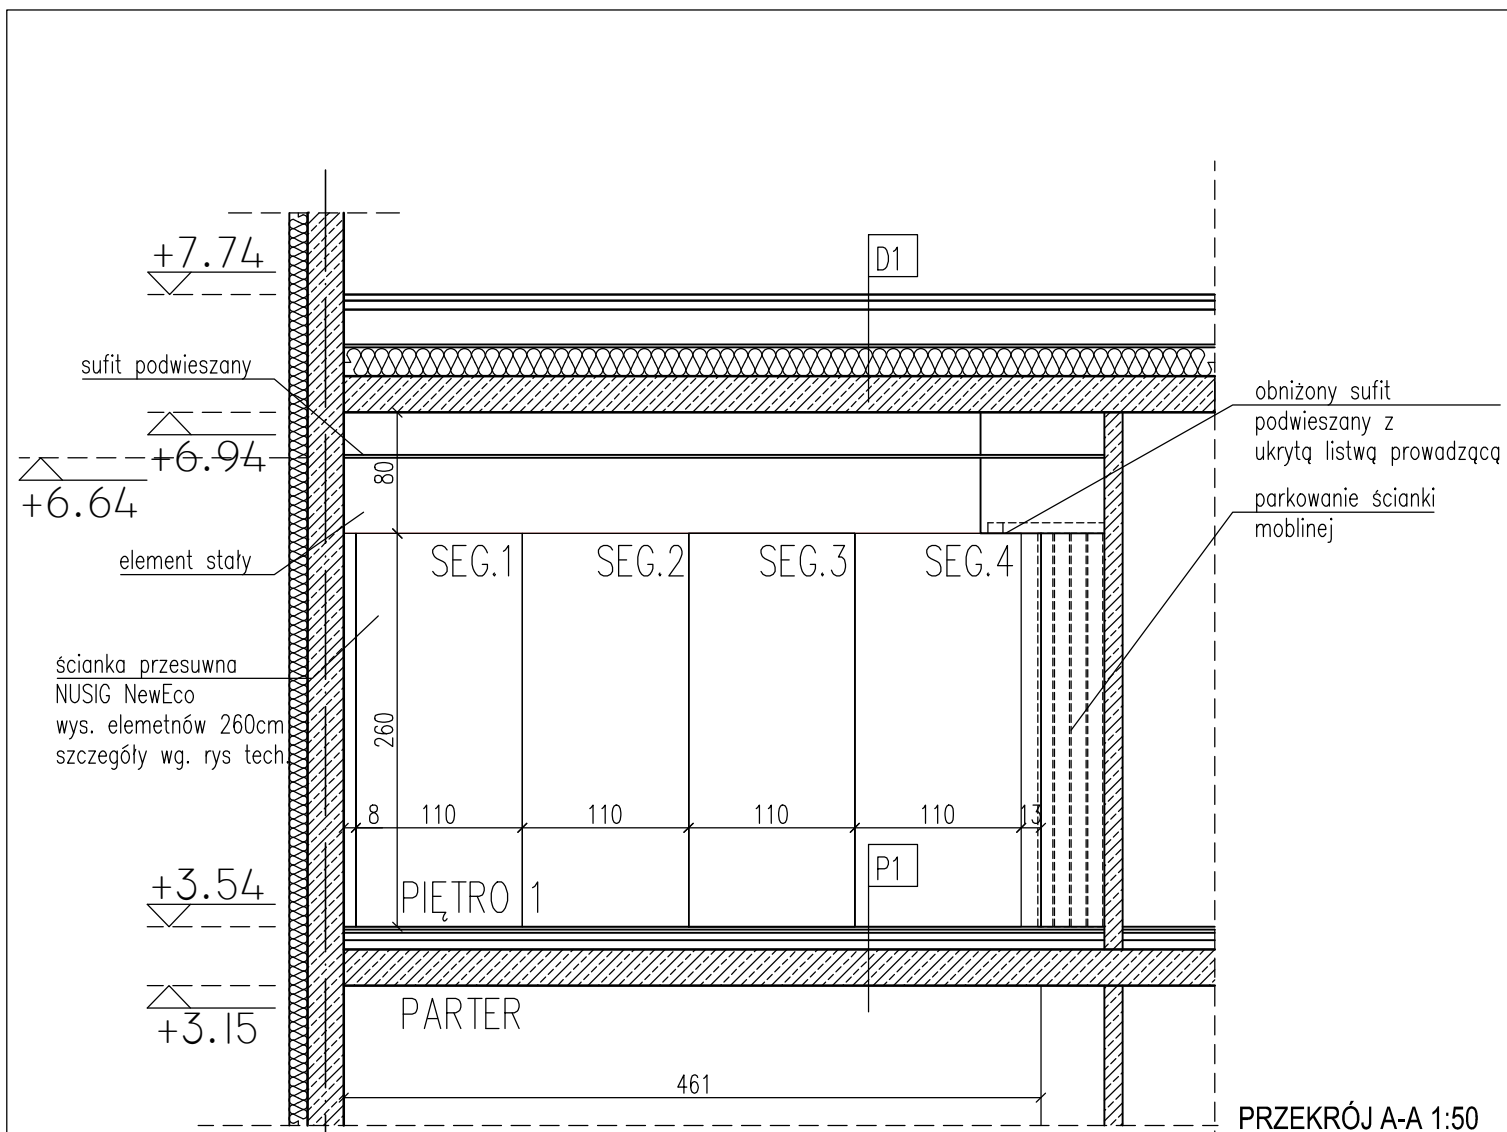 +7.74
D1
sufit podwieszany
+6.94
+6.64
80
obniżony sufit
podwieszany z
ukrytą listwą prowadzącą
parkowanie ścianki
moblinej
element stały
SEG.1
SEG.2
SEG.3
SEG.4
ścianka przesuwna
NUSIG NewEco
wys. elemetnów 260cm
szczegóły wg. rys tech.
260
8
110
110
110
110
13
P1
+3.54
PIĘTRO 1
+3.15
PARTER
461
PRZEKRÓJ A-A 1:50